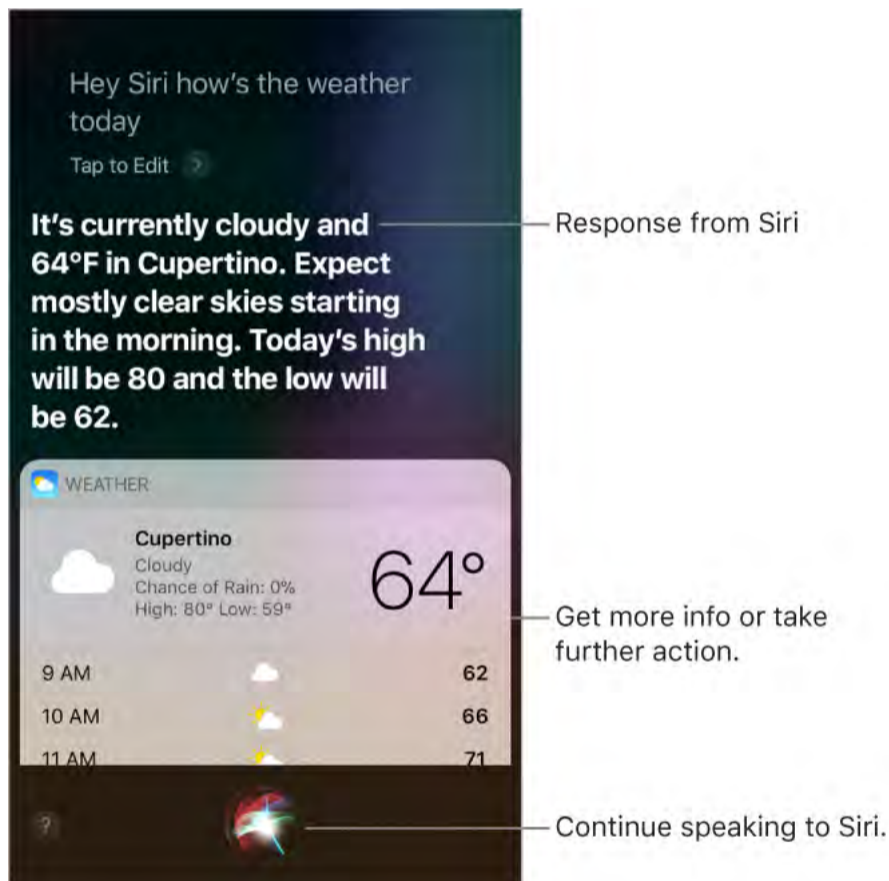 Hey Siri how's the weather
today
Tap to Edit >
It's currently cloudy and
64°F in Cupertino. Expect
mostly clear skies starting
in the morning. Today's high
will be 80 and the low will
be 62.
Response from Siri
WEATHER
Cupertino
Cloudy
Chance of Rain: 0%
High: 80° Low: 59°
64°
Get more info or take
further action.
9 AM 62
10 AM 66
11 AM 71
?
Continue speaking to Siri.